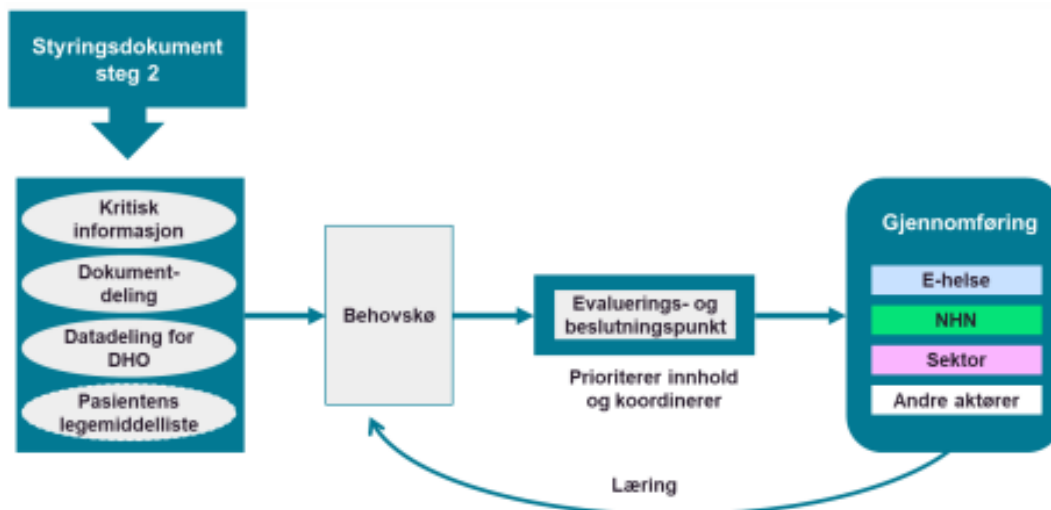 Styringsdokument
steg 2
Kritisk
informasjon
Dokument-
deling
Datadeling for
DHO
Pasientens
legemiddelliste
Behovskø
Evaluerings- og
beslutningspunkt
Prioriterer innhold
og koordinerer
Gjennomføring
E-helse
NHN
Sektor
Andre aktører
Læring